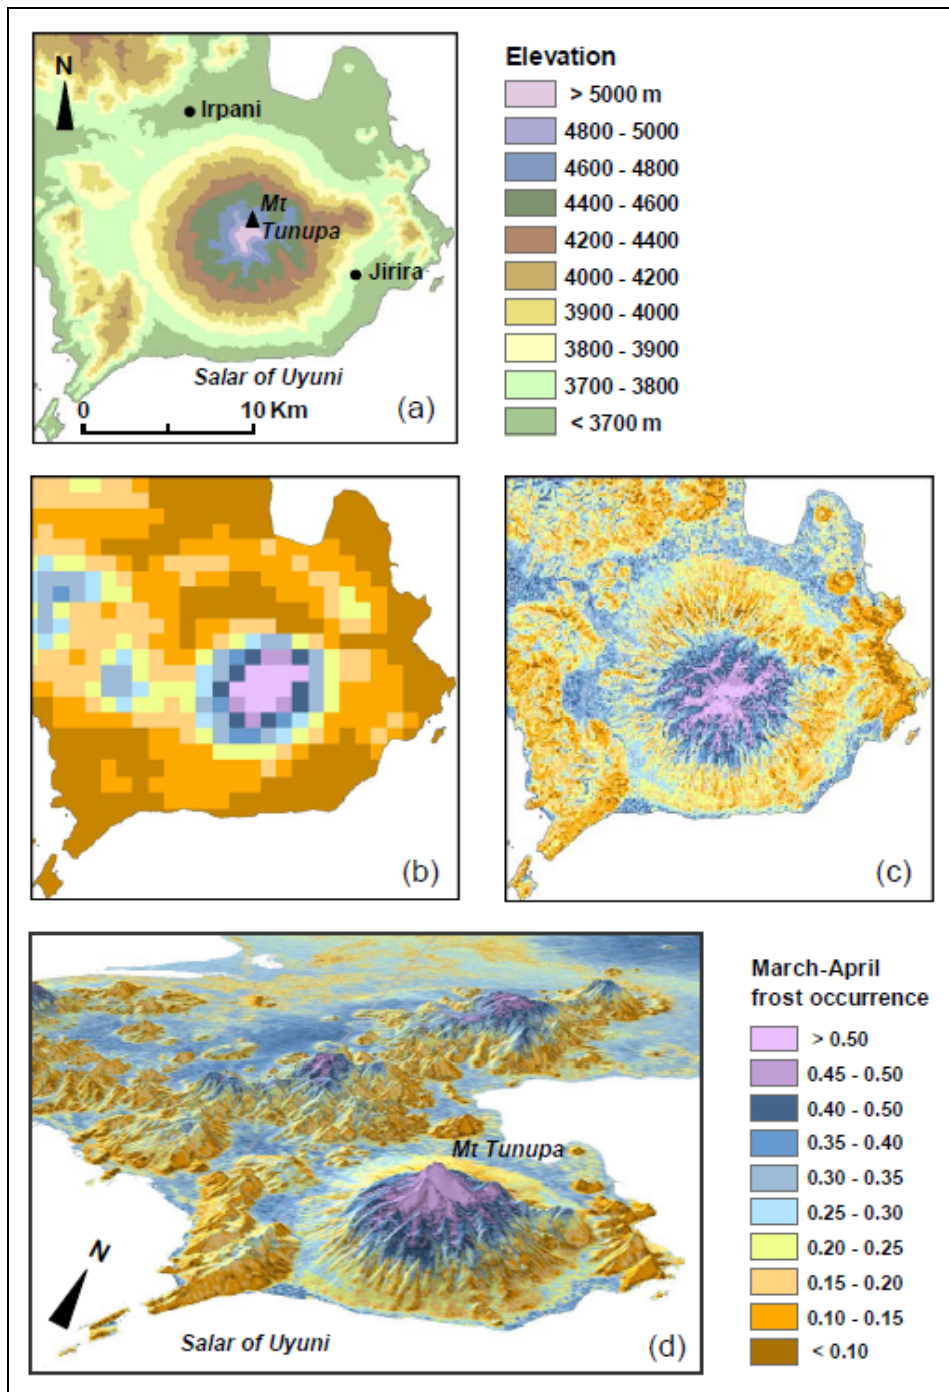 N
Irpani
Mt
Tunupa
Jirira
Salar of Uyuni
0 10 Km
(a)
Elevation
> 5000 m
4800 - 5000
4600 - 4800
4400 - 4600
4200 - 4400
4000 - 4200
3900 - 4000
3800 - 3900
3700 - 3800
< 3700 m
(b)
(c)
Mt Tunupa
N
Salar of Uyuni
(d)
March-April
frost occurrence
> 0.50
0.45 - 0.50
0.40 - 0.50
0.35 - 0.40
0.30 - 0.35
0.25 - 0.30
0.20 - 0.25
0.15 - 0.20
0.10 - 0.15
< 0.10